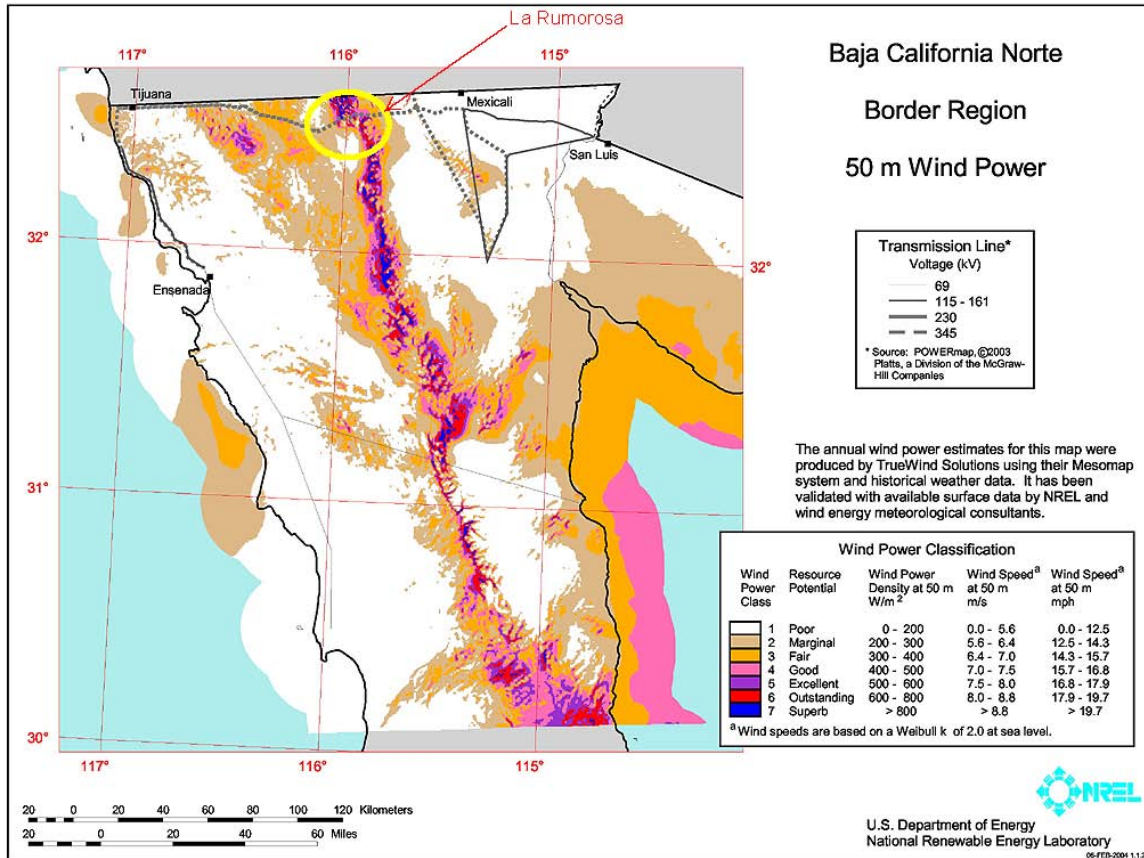 La Rumorosa
117°
116°
115°
Tijuana
Mexicali
San Luis
32°
32°
Ensenada
31°
31°
30°
30°
117°
116°
115°
20 0 20 40 60 80 100 120 Kilometers
20 0 20 40 60 Miles
Baja California Norte
Border Region
50 m Wind Power
Transmission Line*
Voltage (kV)
69
115 - 161
230
345
* Source: POWERmap, ©2003
Platts, a Division of the McGraw-
Hill Companies
The annual wind power estimates for this map were
produced by TrueWind Solutions using their Mesomap
system and historical weather data. It has been
validated with available surface data by NREL and
wind energy meteorological consultants.
Wind Power Classification
Wind Resource Wind Power Wind Speed a Wind Speed a
Power Potential Density at 50 m at 50 m at 50 m
Class W/m 2 m/s mph
1 Poor 0 - 200 0.0 - 5.6 0.0 - 12.5
2 Marginal 200 - 300 5.6 - 6.4 12.5 - 14.3
3 Fair 300 - 400 6.4 - 7.0 14.3 - 15.7
4 Good 400 - 500 7.0 - 7.5 15.7 - 16.8
5 Excellent 500 - 600 7.5 - 8.0 16.8 - 17.9
6 Outstanding 600 - 800 8.0 - 8.8 17.9 - 19.7
7 Superb > 800 > 8.8 > 19.7
a Wind speeds are based on a Weibull k of 2.0 at sea level.
NREL
U.S. Department of Energy
National Renewable Energy Laboratory